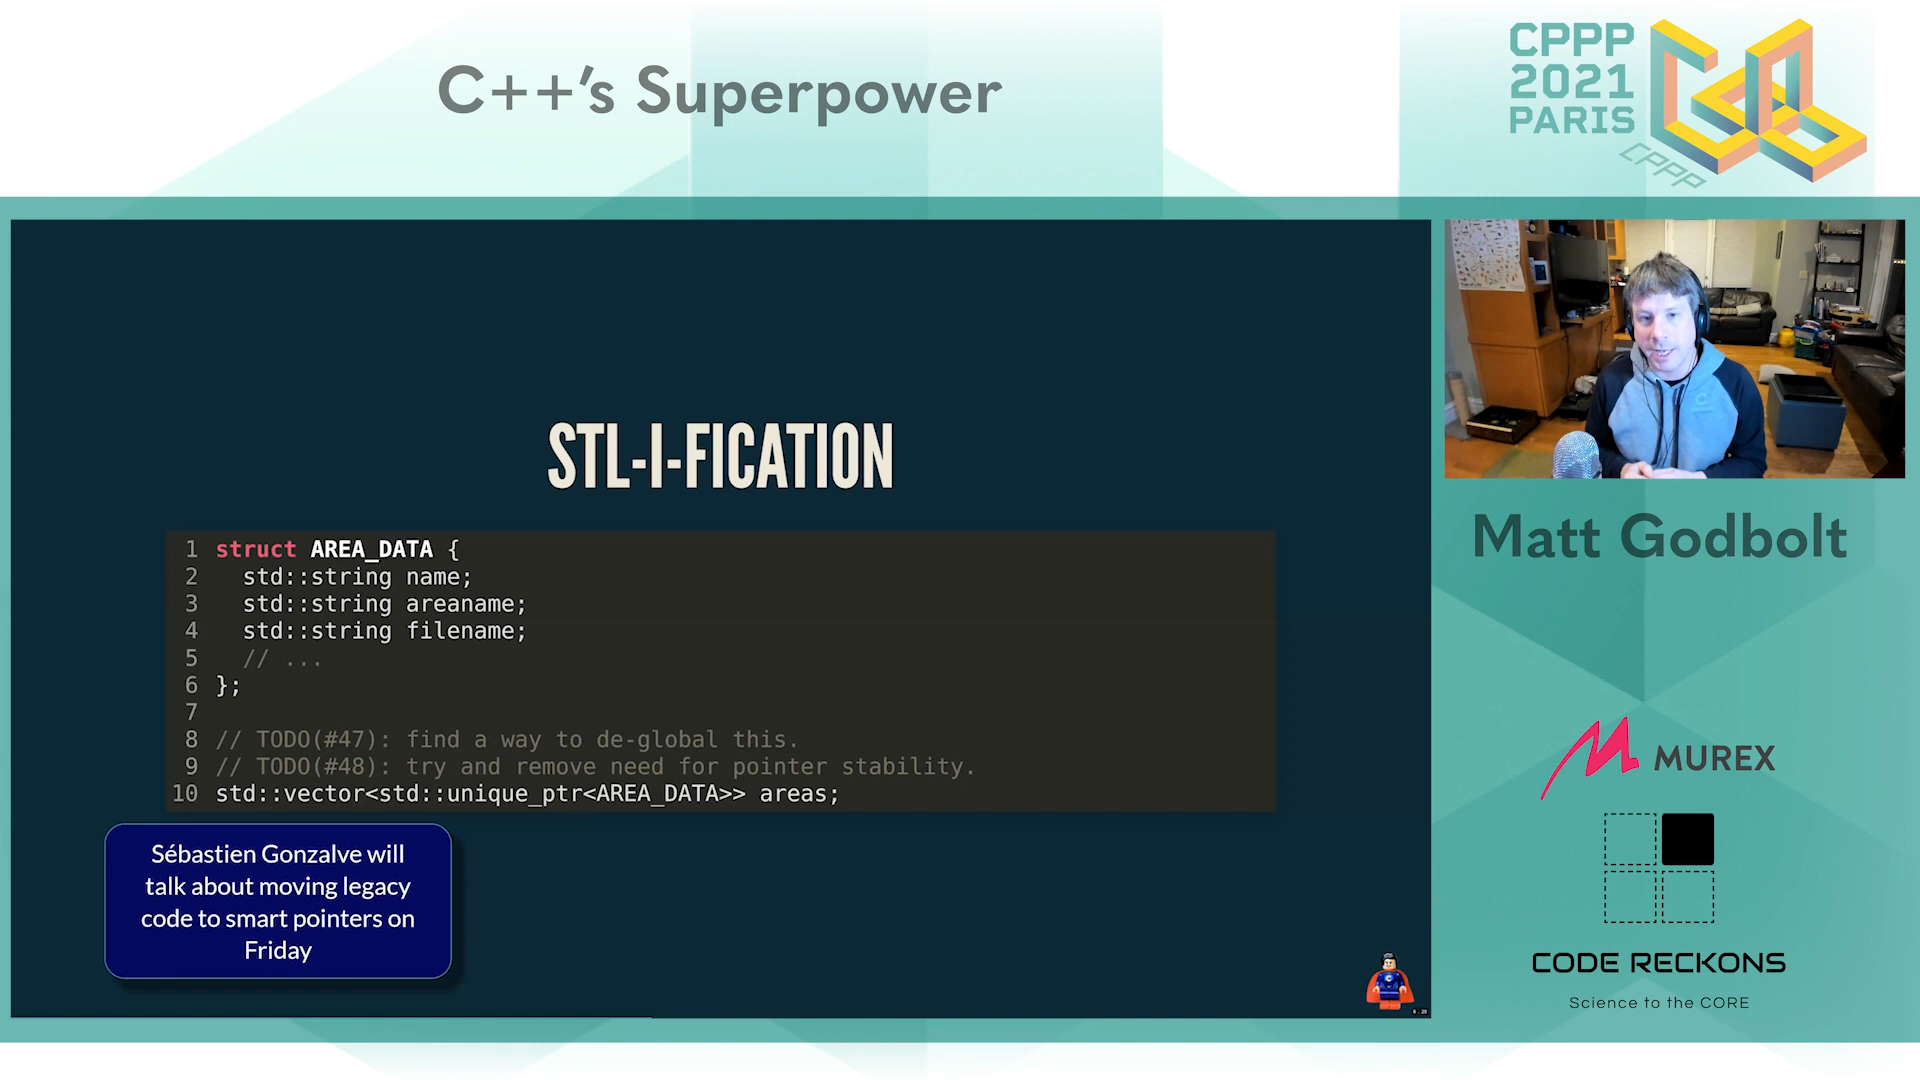 C++’s Superpower
CPPP
2021
PARIS
CPPP
STL-I-FICATION
1 struct AREA_DATA {
2 std::string name;
3 std::string areaname;
4 std::string filename;
5 // ...
6 };
7
8 // TODO(#47): find a way to de-global this.
9 // TODO(#48): try and remove need for pointer stability.
10 std::vector<std::unique_ptr<AREA_DATA>> areas;
Sébastien Gonzalve will
talk about moving legacy
code to smart pointers on
Friday
Matt Godbolt
MUREX
CODE RECKONS
Science to the CORE